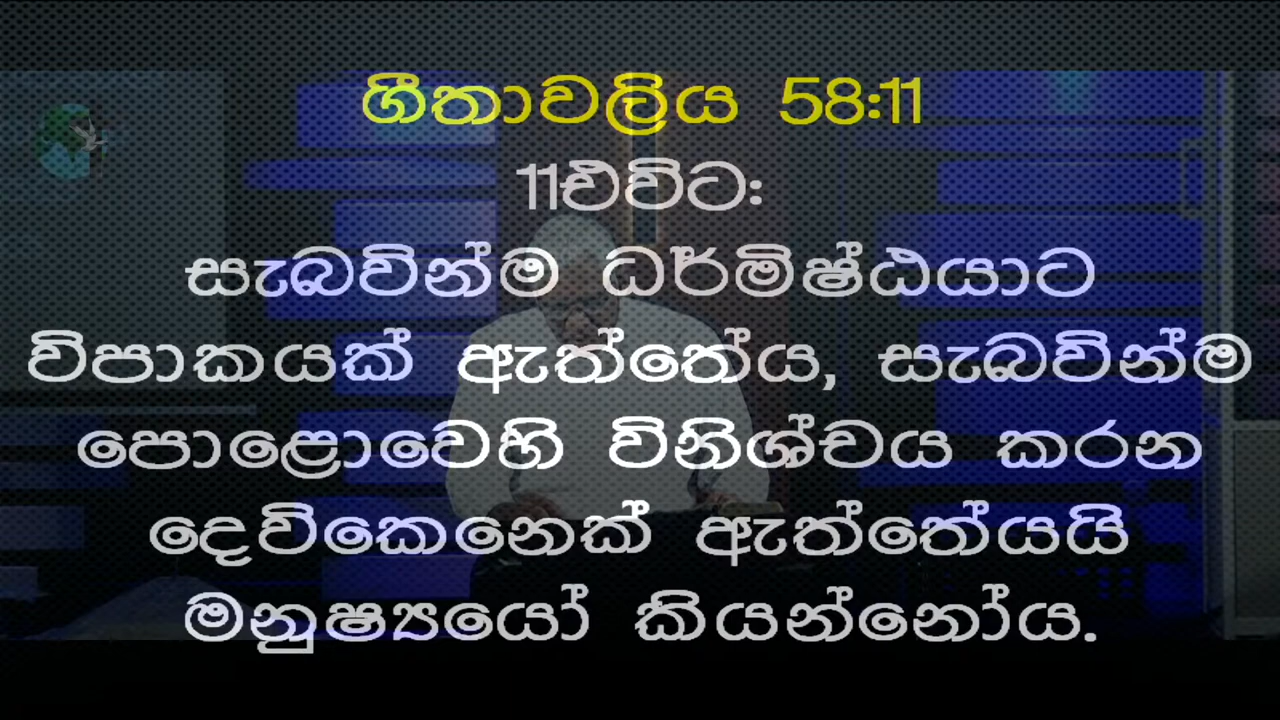 ගීතාවලිය 58:11
11එවිට:
සැබවින්ම ධර්මිෂ්ඨයාට
විපාකයක් ඇත්තේය, සැබවින්ම
පොළොවෙහි විනිශ්චය කරන
දෙවිකෙනෙක් ඇත්තේයයි
මනුෂ්‍යයෝ කියන්නෝය.